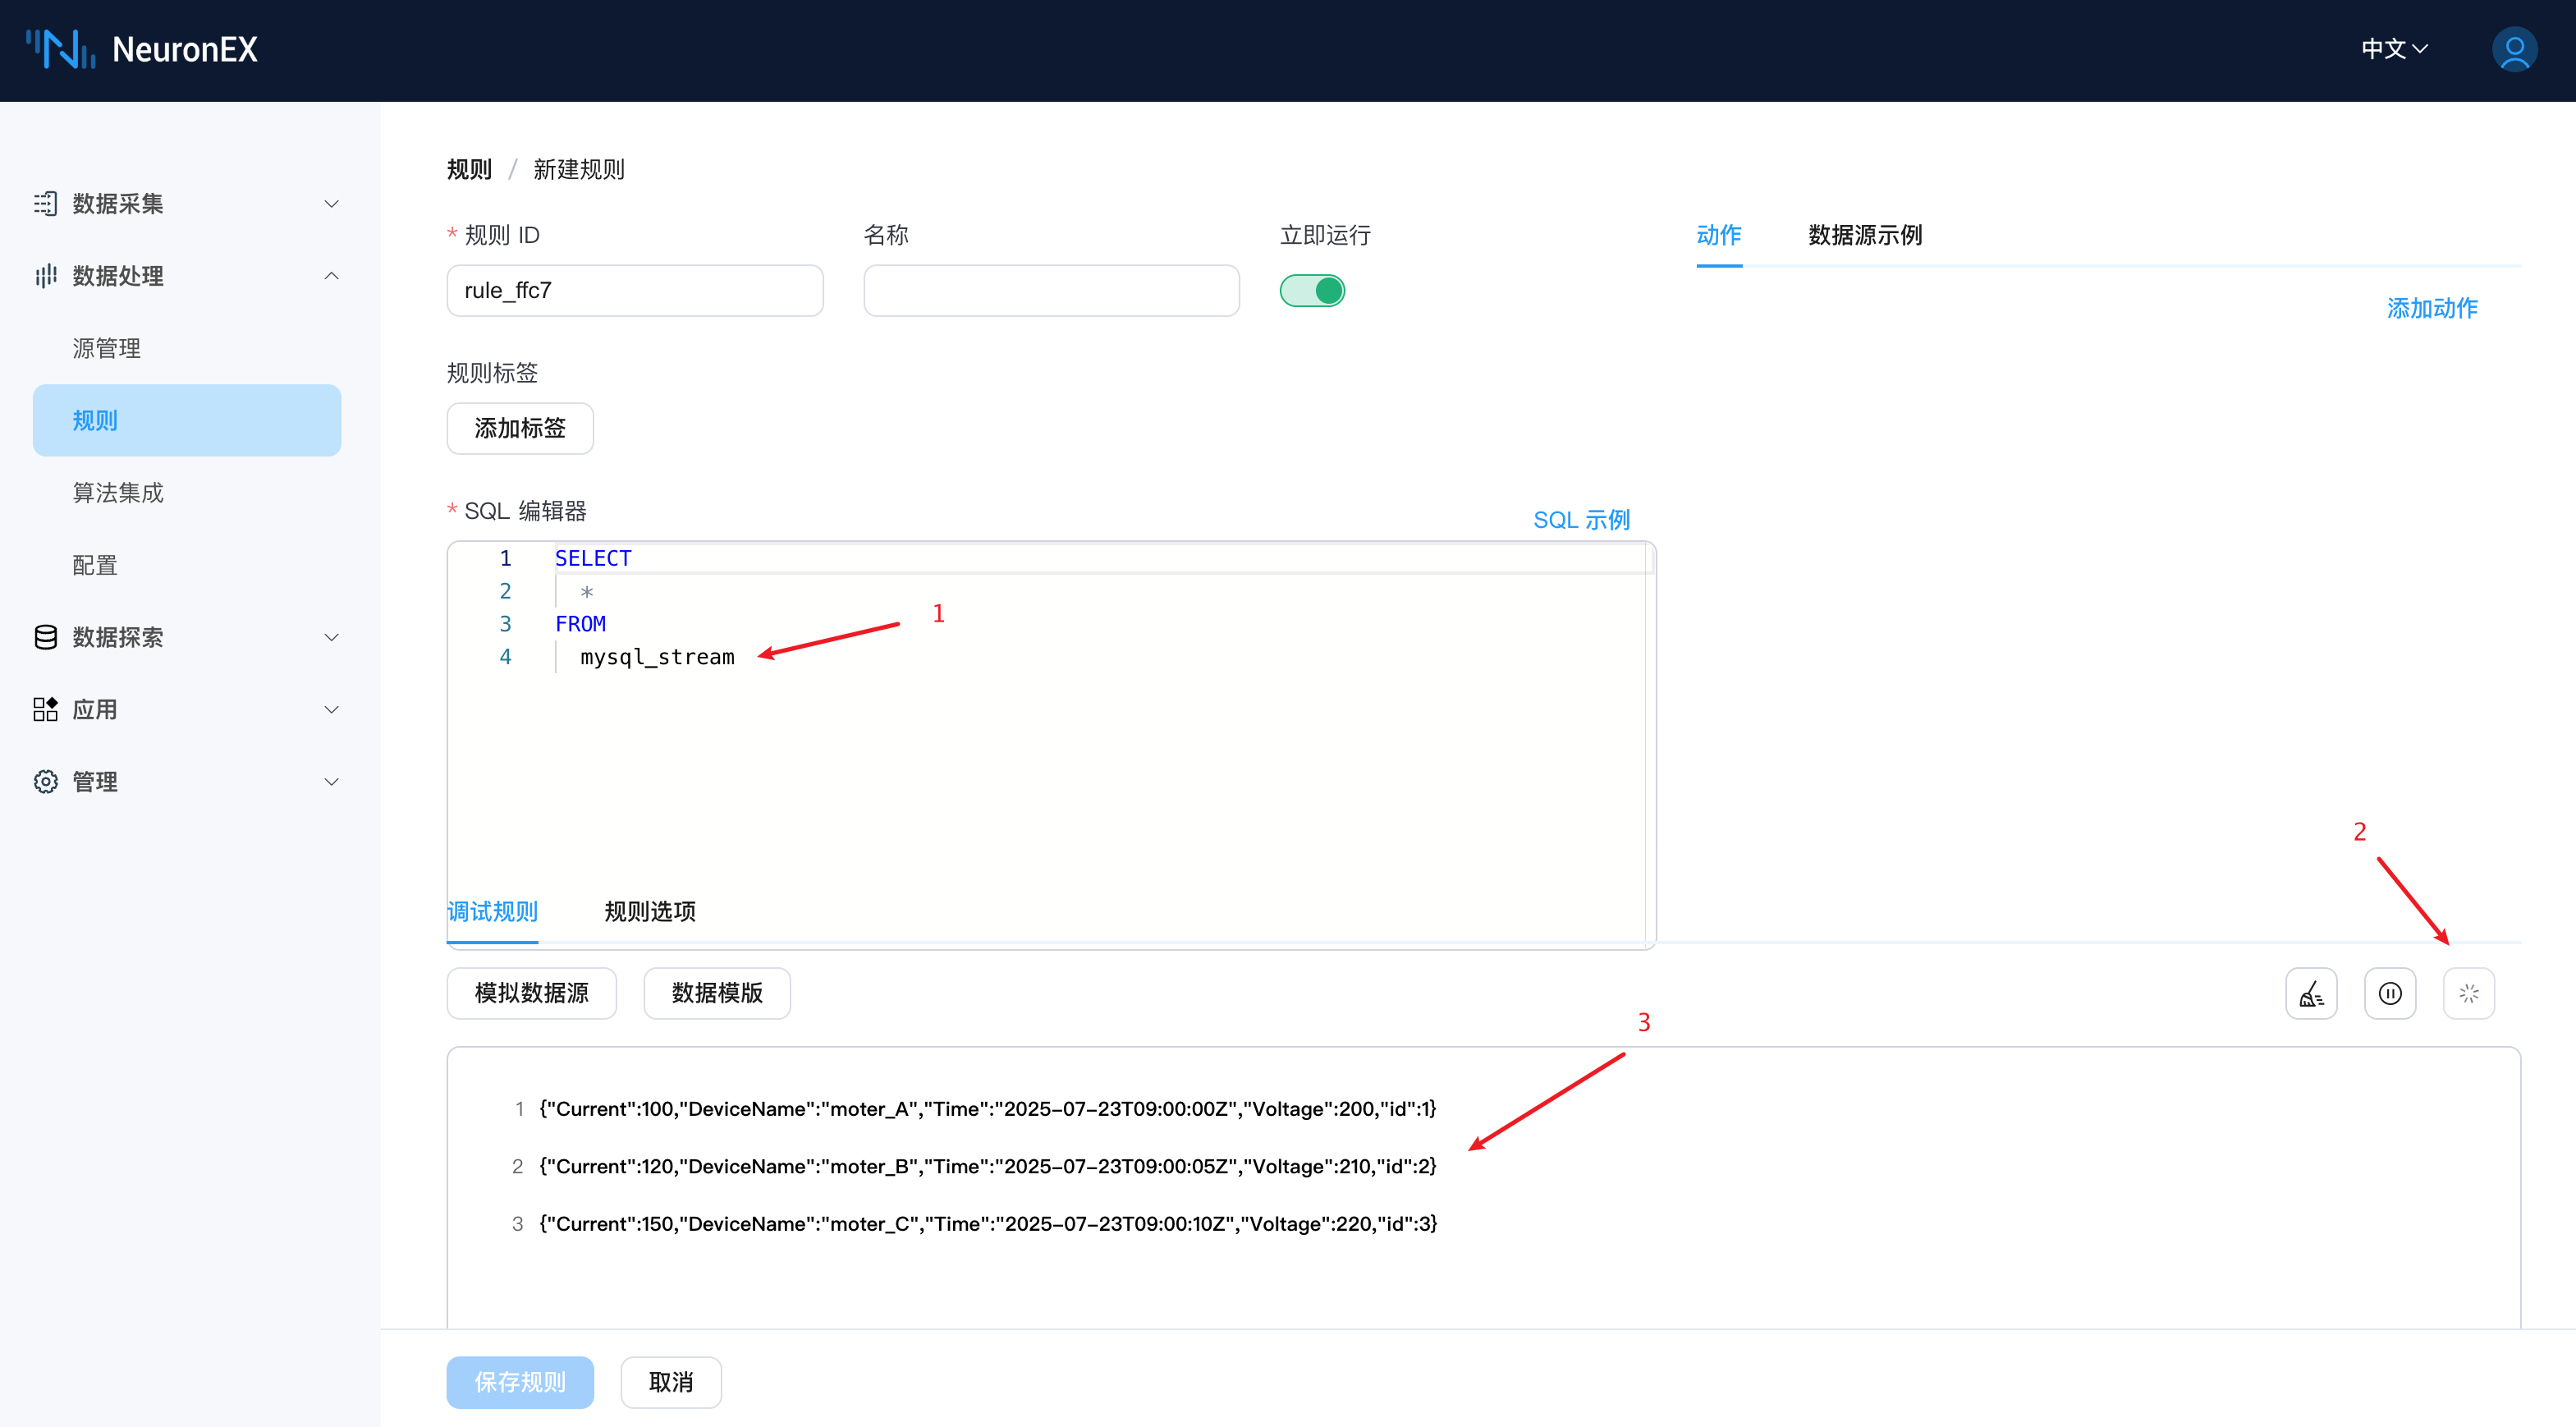 NeuronEX
中文
数据采集
数据处理
源管理
规则
算法集成
配置
数据探索
应用
管理
规则 / 新建规则
* 规则 ID
名称
立即运行
rule_ffc7
规则标签
添加标签
动作
数据源示例
添加动作
* SQL 编辑器
SQL 示例
1 SELECT
2 *
3 FROM
4 mysql_stream
1
2
调试规则
规则选项
模拟数据源
数据模版
3
1 {"Current":100,"DeviceName":"moter_A","Time":"2025-07-23T09:00:00Z","Voltage":200,"id":1}
2 {"Current":120,"DeviceName":"moter_B","Time":"2025-07-23T09:00:05Z","Voltage":210,"id":2}
3 {"Current":150,"DeviceName":"moter_C","Time":"2025-07-23T09:00:10Z","Voltage":220,"id":3}
保存规则
取消